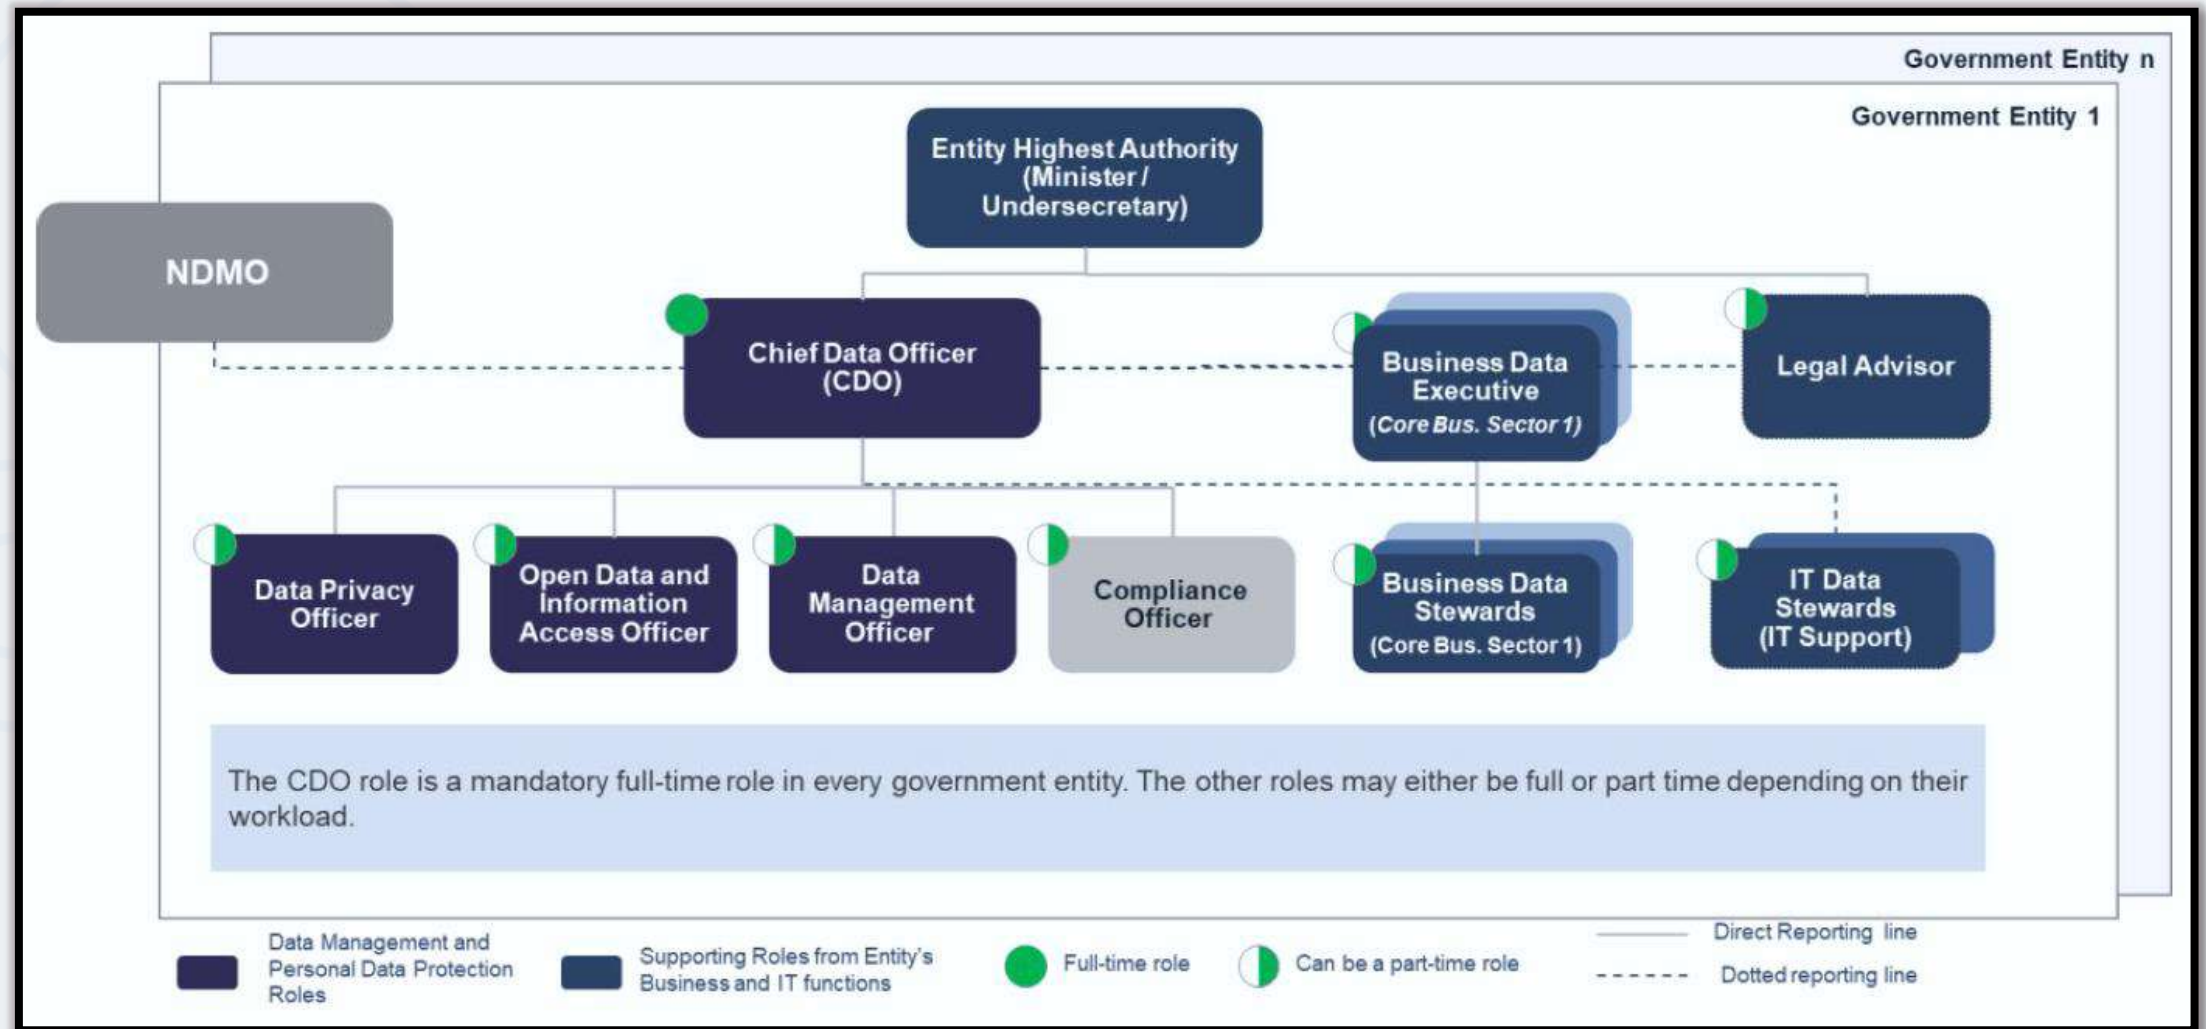 Government Entity n
Government Entity 1
Entity Highest Authority
(Minister /
Undersecretary)
NDMO
Chief Data Officer
(CDO)
Business Data
Executive
(Core Bus. Sector 1)
Legal Advisor
Data Privacy
Officer
Open Data and
Information
Access Officer
Data
Management
Officer
Compliance
Officer
Business Data
Stewards
(Core Bus. Sector 1)
IT Data
Stewards
(IT Support)
The CDO role is a mandatory full-time role in every government entity. The other roles may either be full or part time depending on their
workload.
Data Management and
Personal Data Protection
Roles
Supporting Roles from Entity's
Business and IT functions
Full-time role
Can be a part-time role
Direct Reporting line
Dotted reporting line